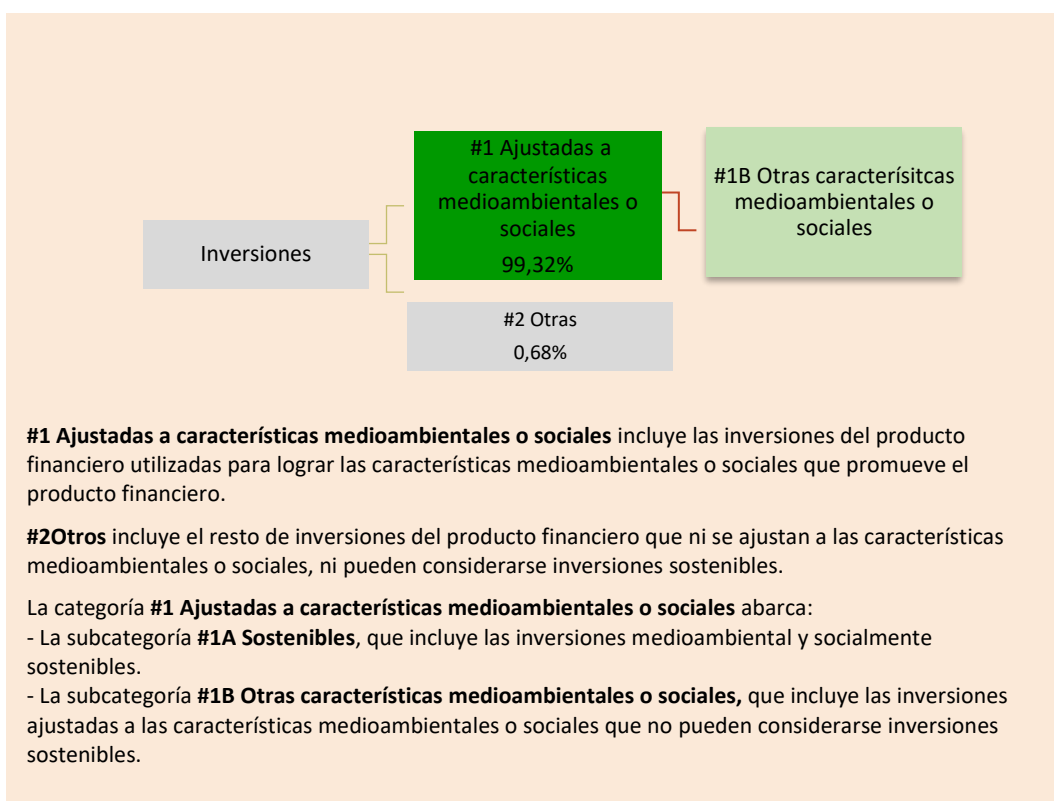 #1 Ajustadas a
características
medioambientales o
sociales
99,32%
#1B Otras caracterísitcas
medioambientales o
sociales
Inversiones
#2 Otras
0,68%
#1 Ajustadas a características medioambientales o sociales incluye las inversiones del producto
financiero utilizadas para lograr las características medioambientales o sociales que promueve el
producto financiero.
#2Otros incluye el resto de inversiones del producto financiero que ni se ajustan a las características
medioambientales o sociales, ni pueden considerarse inversiones sostenibles.
La categoría #1 Ajustadas a características medioambientales o sociales abarca:
- La subcategoría #1A Sostenibles, que incluye las inversiones medioambiental y socialmente
sostenibles.
- La subcategoría #1B Otras características medioambientales o sociales, que incluye las inversiones
ajustadas a las características medioambientales o sociales que no pueden considerarse inversiones
sostenibles.